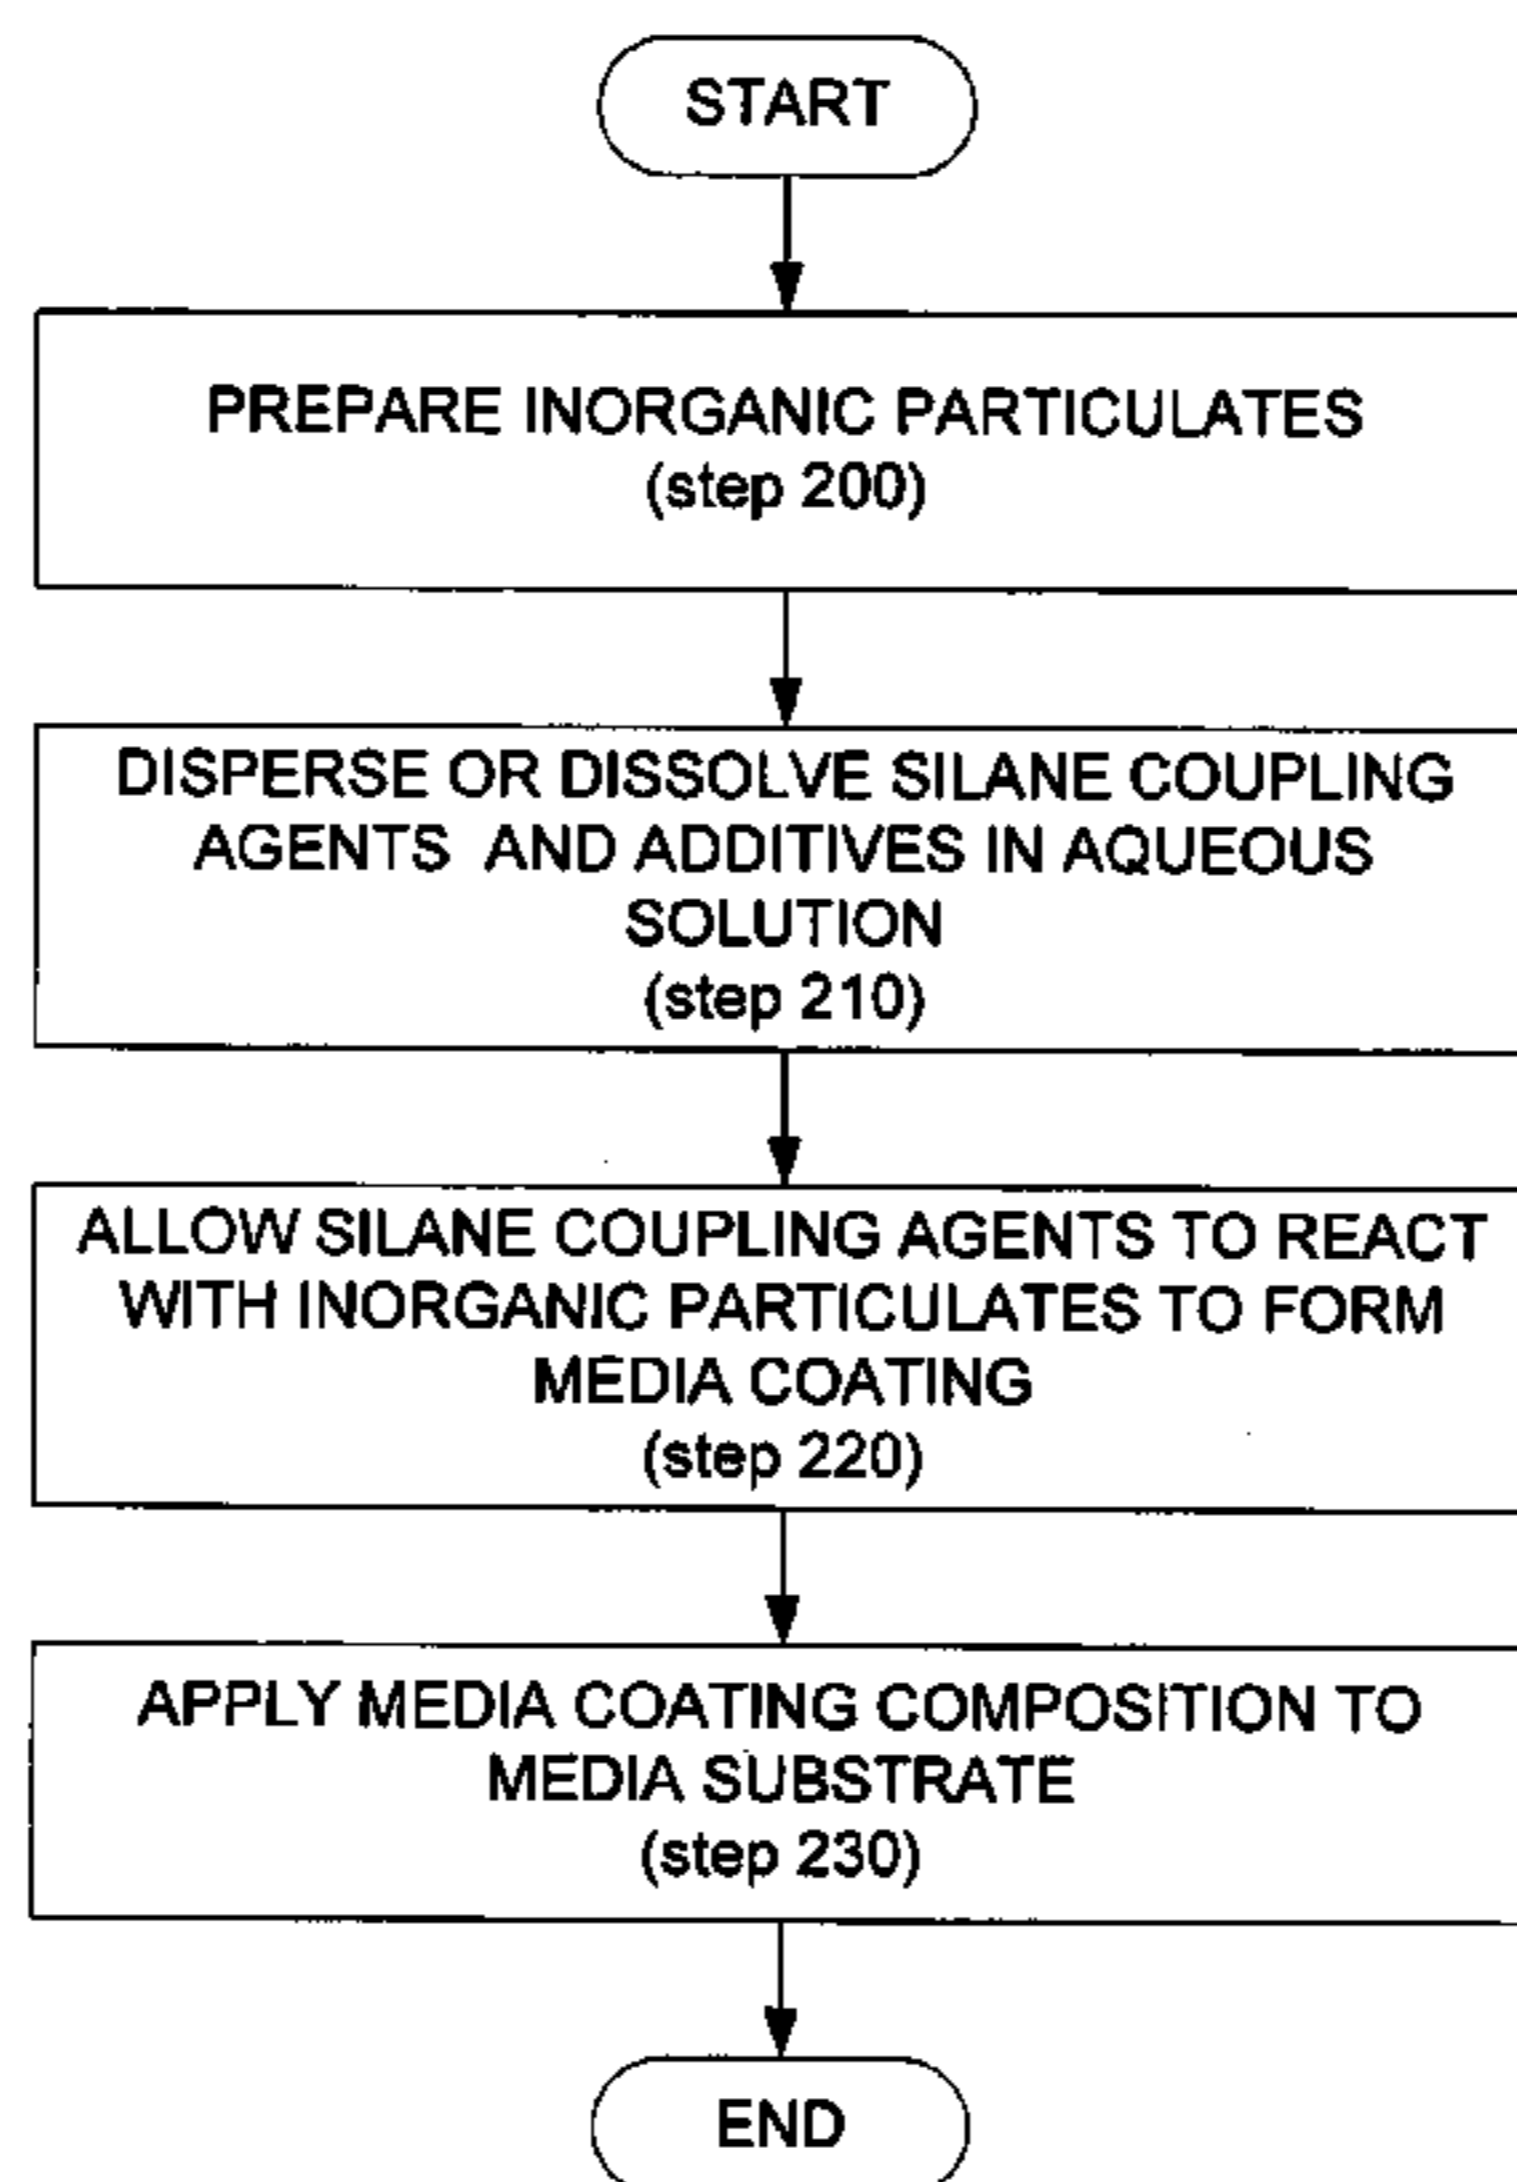 START
PREPARE INORGANIC PARTICULATES
(step 200)
DISPERSE OR DISSOLVE SILANE COUPLING
AGENTS AND ADDITIVES IN AQUEOUS
SOLUTION
(step 210)
ALLOW SILANE COUPLING AGENTS TO REACT
WITH INORGANIC PARTICULATES TO FORM
MEDIA COATING
(step 220)
APPLY MEDIA COATING COMPOSITION TO
MEDIA SUBSTRATE
(step 230)
END